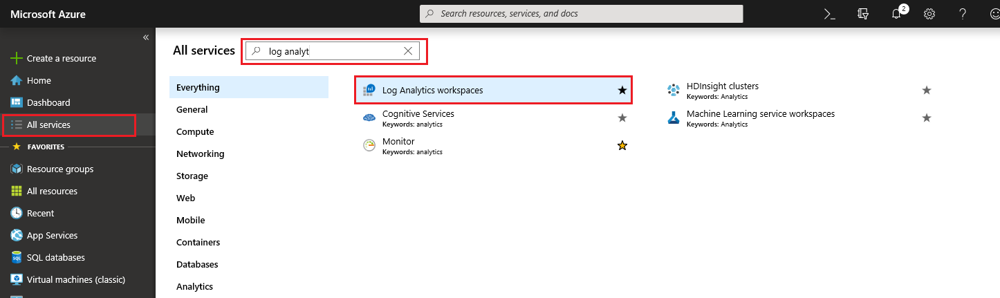 Microsoft Azure
Search resources, services, and docs
2
«
Create a resource
Home
Dashboard
All services
FAVORITES
Resource groups
All resources
Recent
App Services
SQL databases
Virtual machines (classic)
All services
log analyt
Everything
General
Compute
Networking
Storage
Web
Mobile
Containers
Databases
Analytics
Log Analytics workspaces
Cognitive Services
Keywords: analytics
Monitor
Keywords: analytics
HDInsight clusters
Keywords: Analytics
Machine Learning service workspaces
Keywords: Analytics